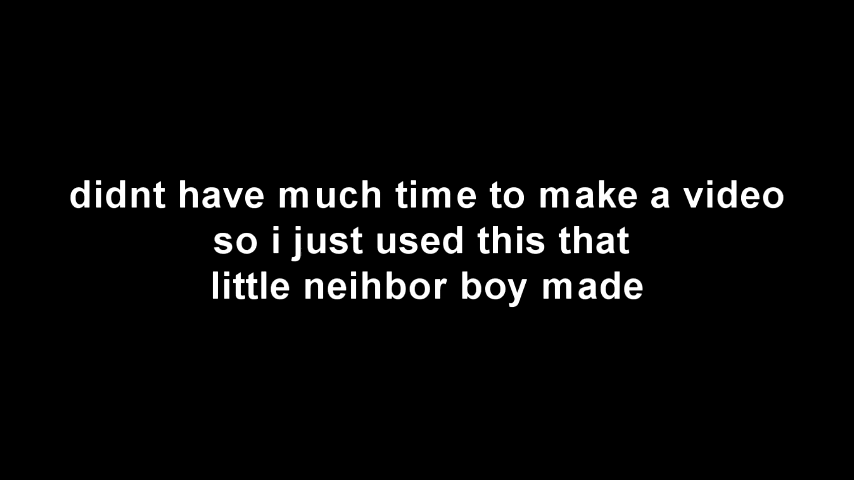 didnt have much time to make a video
so i just used this that
little neihbor boy made